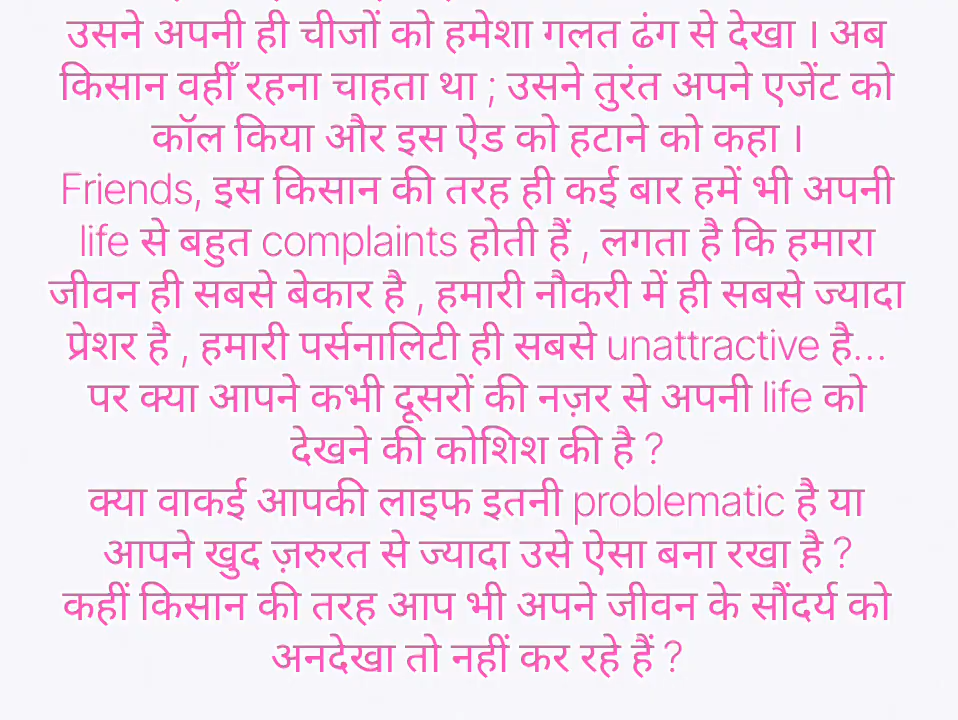 उसने अपनी ही चीजों को हमेशा गलत ढंग से देखा । अब
किसान वहीँ रहना चाहता था ; उसने तुरंत अपने एजेंट को
कॉल किया और इस ऐड को हटाने को कहा ।
Friends, इस किसान की तरह ही कई बार हमें भी अपनी
life से बहुत complaints होती हैं , लगता है कि हमारा
जीवन ही सबसे बेकार है , हमारी नौकरी में ही सबसे ज्यादा
प्रेशर है , हमारी पर्सनालिटी ही सबसे unattractive है...
पर क्या आपने कभी दूसरों की नज़र से अपनी life को
देखने की कोशिश की है ?
क्या वाकई आपकी लाइफ इतनी problematic है या
आपने खुद ज़रुरत से ज्यादा उसे ऐसा बना रखा है ?
कहीं किसान की तरह आप भी अपने जीवन के सौंदर्य को
अनदेखा तो नहीं कर रहे हैं ?